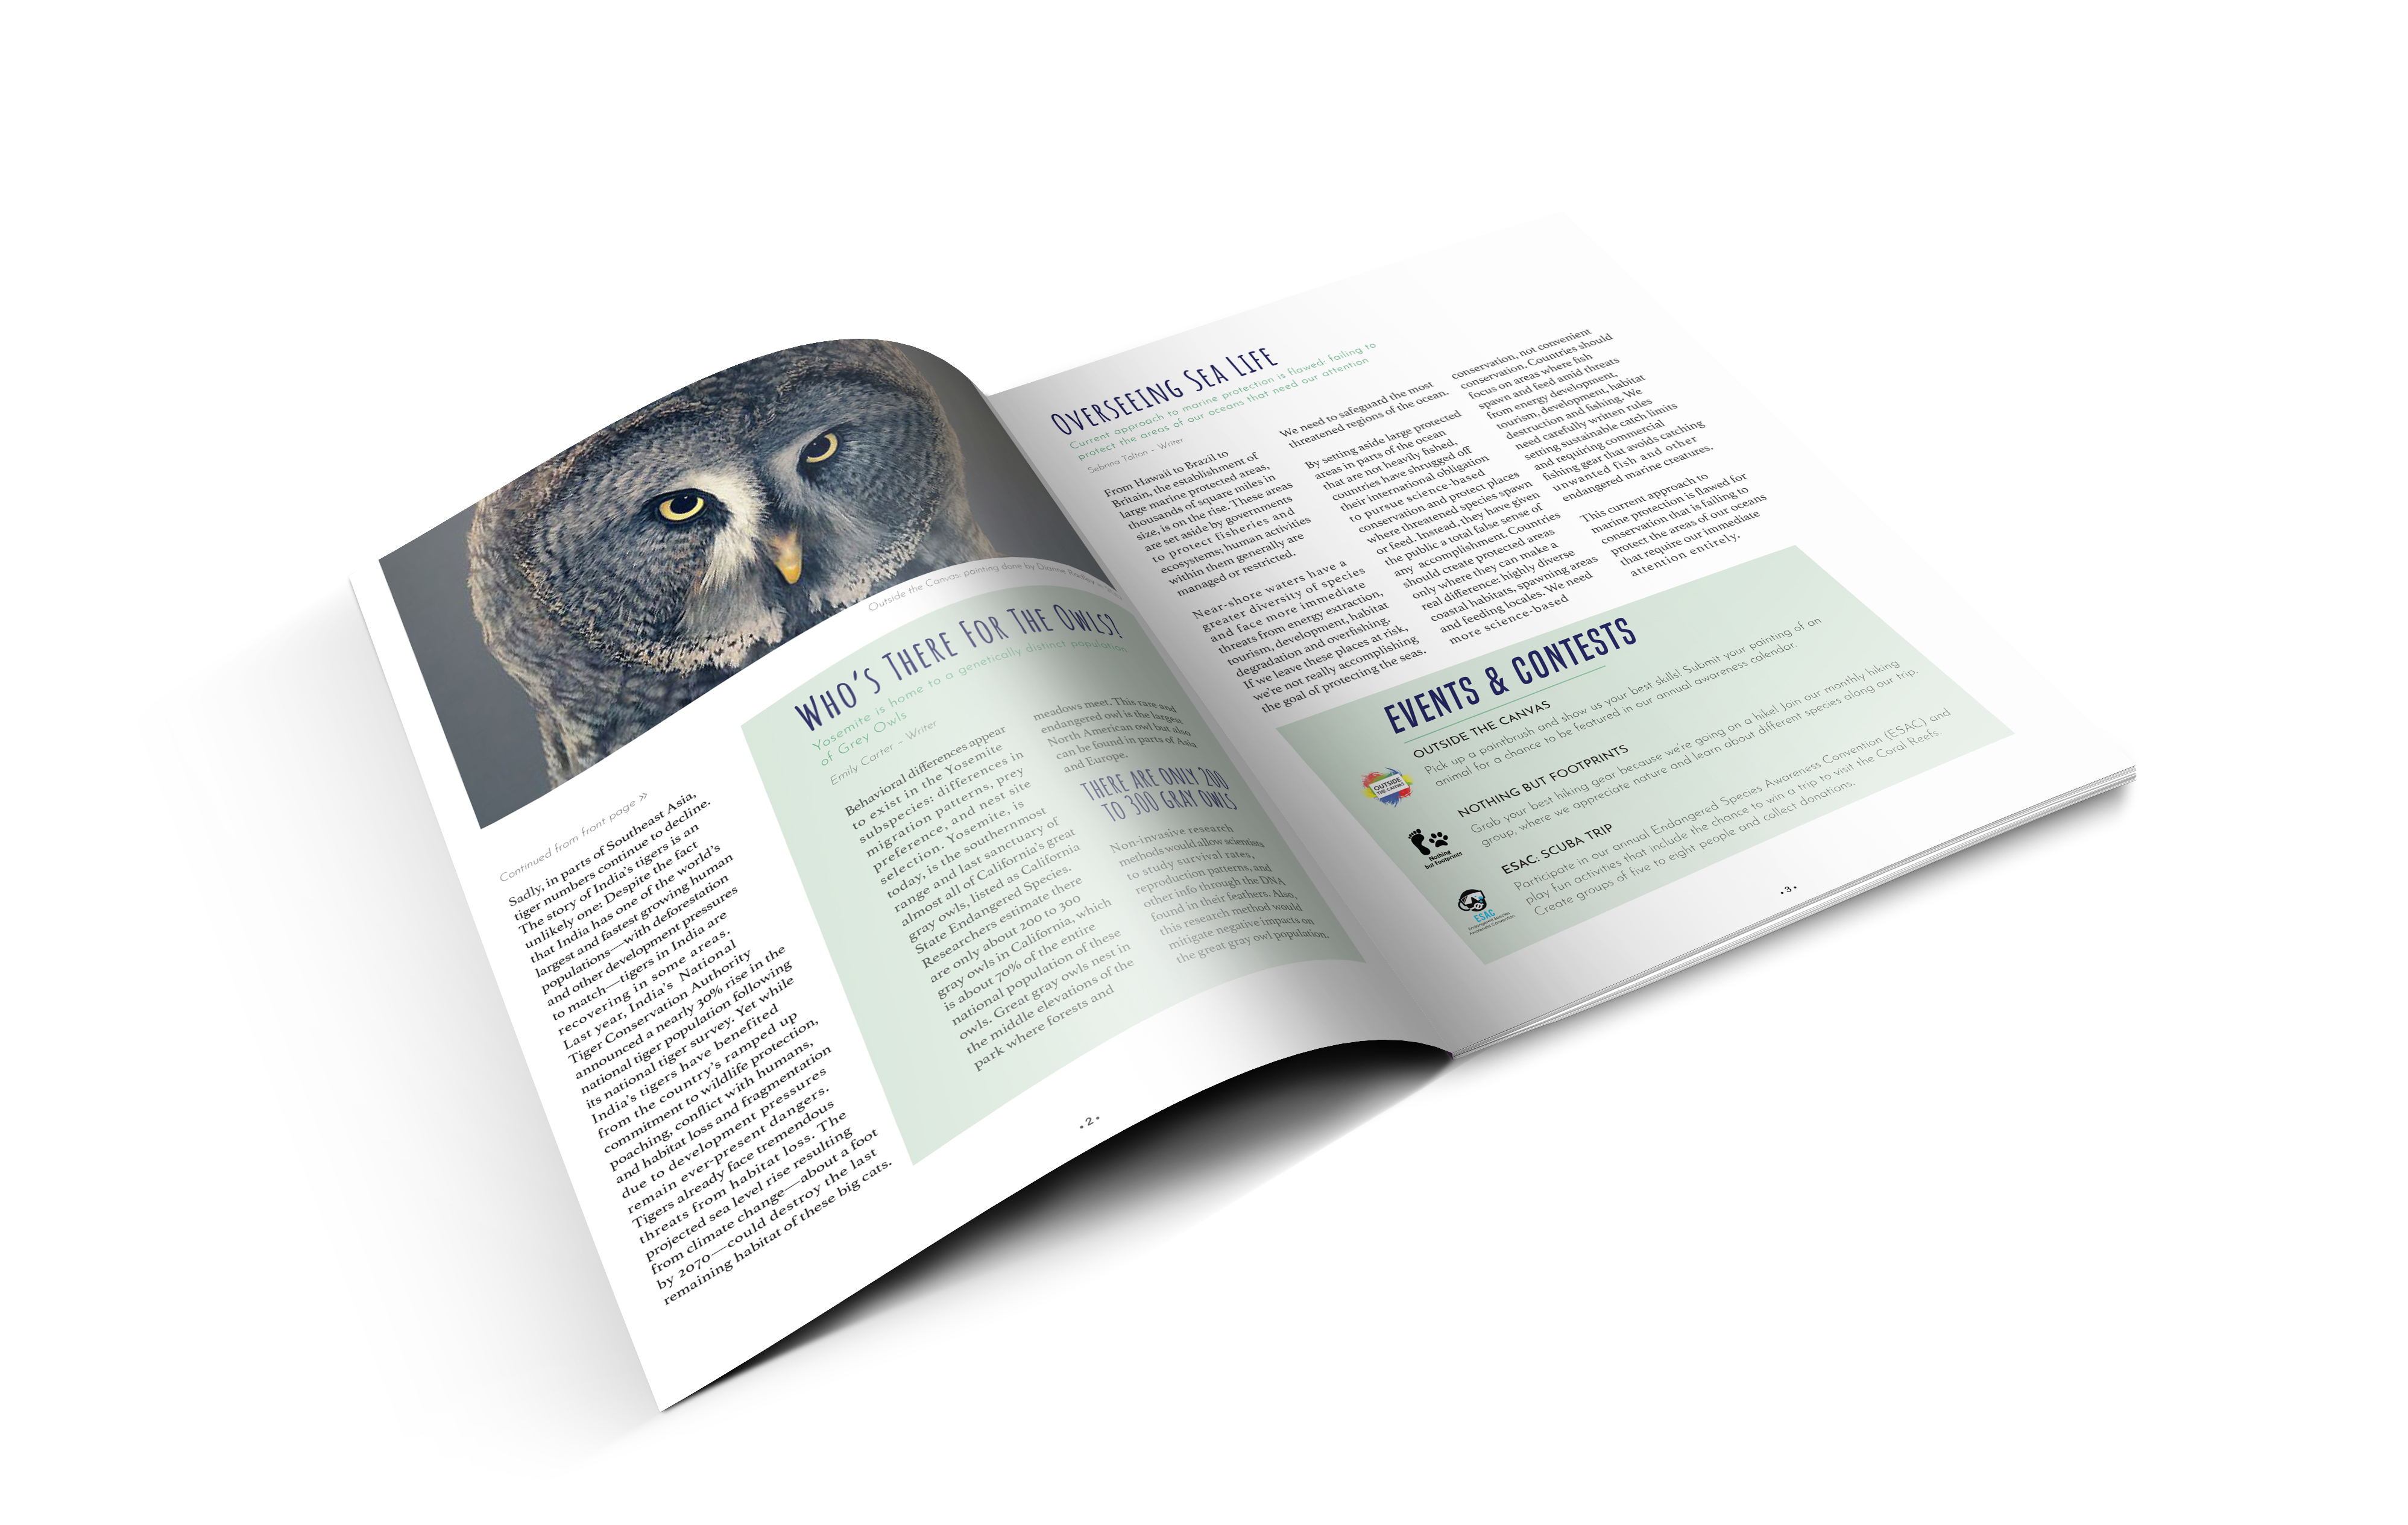 Outside the Canvas: painting done by Dianne
Continued from front page »
Sadly, in parts of Southeast Asia,
tiger numbers continue to decline.
The story of India's tigers is an
unlikely one: Despite the fact
that India has one of the world's
largest and fastest growing human
populations—with deforestation
and other development pressures
to match—tigers in India are
recovering in some areas.
Last year, India's National
Tiger Conservation Authority
announced a nearly 30% rise in the
national tiger population following
its national tiger survey. Yet while
India's tigers have benefited
from the country's ramped up
commitment to wildlife protection,
poaching, conflict with humans,
and habitat loss and fragmentation
due to development pressures
remain ever-present dangers.
Tigers already face tremendous
threats from habitat loss. The
projected sea level rise resulting
from climate change—about a foot
by 2070—could destroy the last
remaining habitat of these big cats.
WHO'S THERE FOR THE OWLS?
Yosemite is home to a genetically distinct population
of Grey Owls
Emily Carter - Writer
Behavioral differences appear
to exist in the Yosemite
subspecies: differences in
migration patterns, prey
preference, and nest site
selection. Yosemite, is
today, is the southernmost
range and last sanctuary of
almost all of California's great
gray owls, listed as California
State Endangered Species.
Researchers estimate there
are only about 200 to 300
gray owls in California, which
is about 70% of the entire
national population of these
owls. Great gray owls nest in
the middle elevations of the
park where forests and
meadows meet. This rare and
endangered owl is the largest
North American owl but also
can be found in parts of Asia
and Europe.
THERE ARE ONLY 200
TO 300 GRAY OWLS
Non-invasive research
methods would allow scientists
to study survival rates,
reproduction patterns, and
other info through the DNA
found in their feathers. Also,
this research method would
mitigate negative impacts on
the great gray owl population.
•2•
OVERSEEING SEA LIFE
Current approach to marine protection is flawed: failing to
protect the areas of our oceans that need our attention
Sebrina Tolton - Writer
From Hawaii to Brazil to
Britain, the establishment of
large marine protected areas,
thousands of square miles in
size, is on the rise. These areas
are set aside by governments
to protect fisheries and
ecosystems; human activities
within them generally are
managed or restricted.
Near-shore waters have a
greater diversity of species
and face more immediate
threats from energy extraction,
tourism, development, habitat
degradation and overfishing.
If we leave these places at risk,
we're not really accomplishing
the goal of protecting the seas.
We need to safeguard the most
threatened regions of the ocean.
By setting aside large protected
areas in parts of the ocean
that are not heavily fished,
countries have shrugged off
their international obligation
to pursue science-based
conservation and protect places
where threatened species spawn
or feed. Instead, they have given
the public a total false sense of
any accomplishment. Countries
should create protected areas
only where they can make a
real difference: highly diverse
coastal habitats, spawning areas
and feeding locales. We need
more science-based
conservation, not convenient
conservation. Countries should
focus on areas where fish
spawn and feed amid threats
from energy development,
tourism, development, habitat
destruction and fishing. We
need carefully written rules
setting sustainable catch limits
and requiring commercial
fishing gear that avoids catching
unwanted fish and other
endangered marine creatures.
This current approach to
marine protection is flawed for
conservation that is failing to
protect the areas of our oceans
that require our immediate
attention entirely.
EVENTS & CONTESTS
OUTSIDE THE CANVAS
Pick up a paintbrush and show us your best skills! Submit your painting of an
animal for a chance to be featured in our annual awareness calendar.
OUTSIDE
THE CANVAS
NOTHING BUT FOOTPRINTS
Grab your best hiking gear because we're going on a hike! Join our monthly hiking
group, where we appreciate nature and learn about different species along our trip.
Nothing
but Footprints
ESAC: SCUBA TRIP
Participate in our annual Endangered Species Awareness Convention (ESAC) and
play fun activities that include the chance to win a trip to visit the Coral Reefs.
Create groups of five to eight people and collect donations.
ESAC
Endangered Species
Awareness Convention
•3•